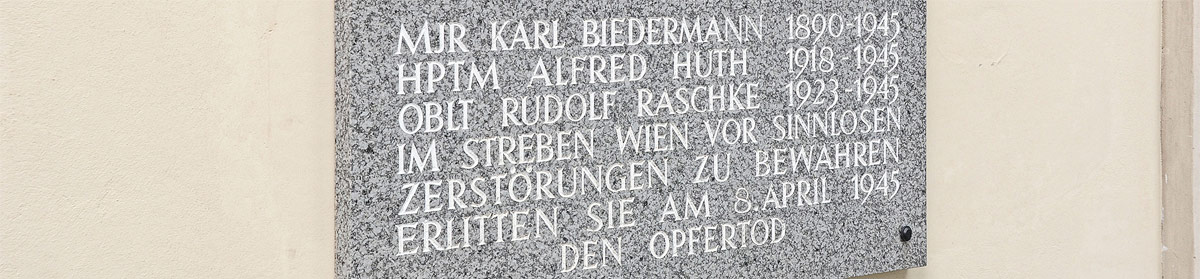 MJR KARL BIEDERMANN 1890-1945
HPTM ALFRED HUTH 1918-1945
OBLT RUDOLF RASCHKE 1923-1945
IM STREBEN WIEN VOR SINNLOSEN
ZERSTÖRUNGEN ZU BEWAHREN
ERLITTEN SIE AM 8. APRIL 1945
DEN OPFERTOD